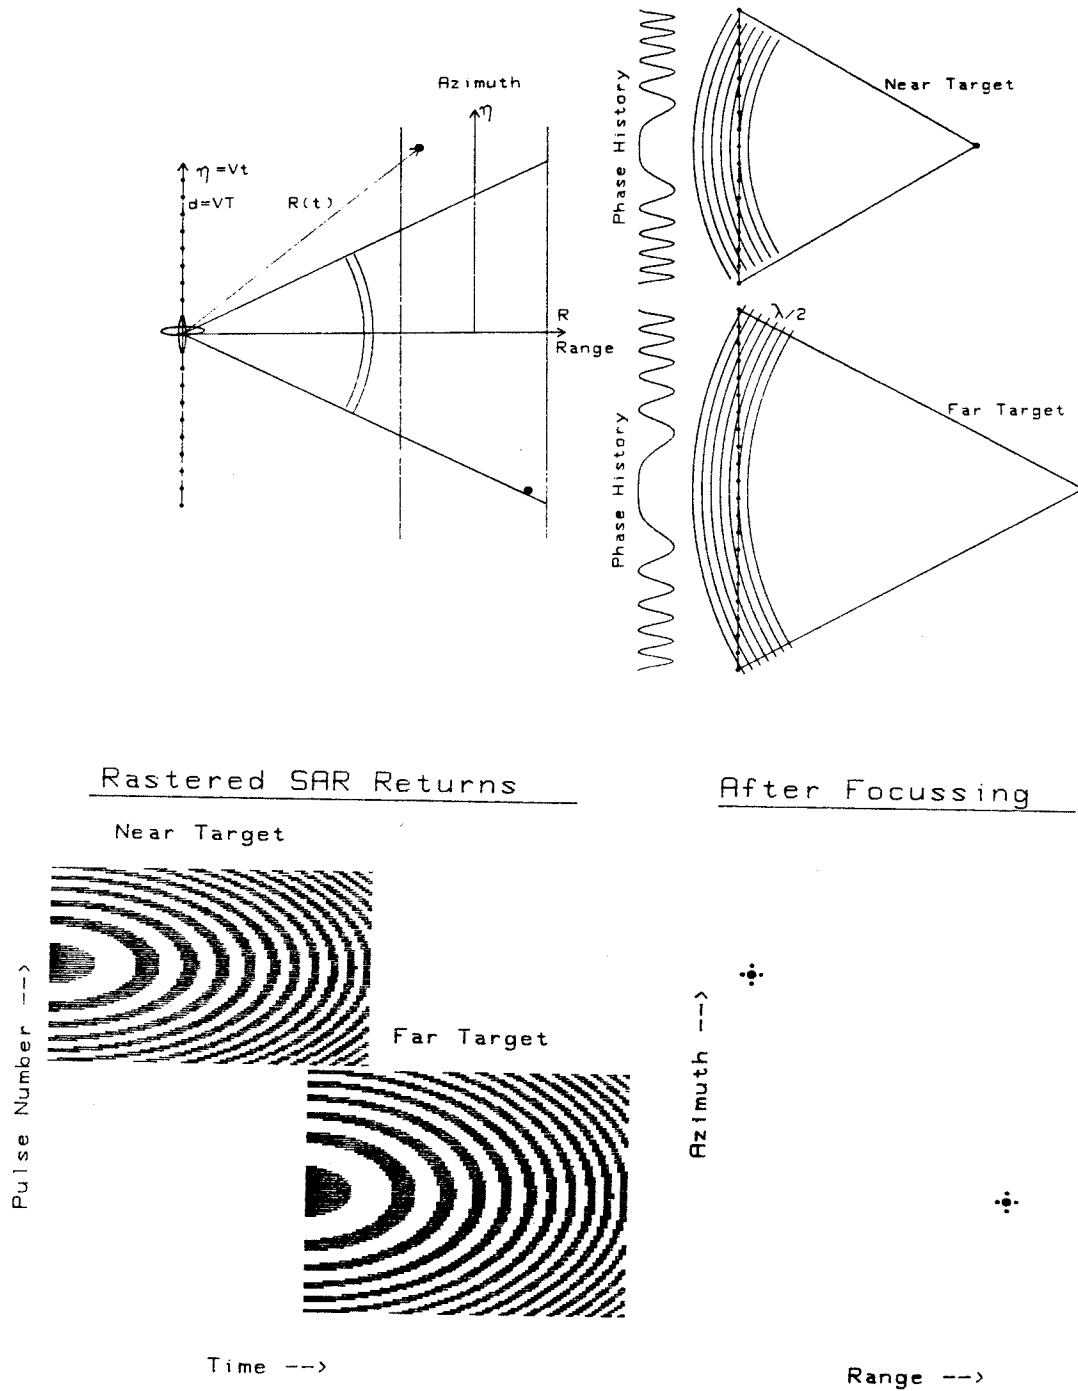 Azimuth
η
η=Vt
d=VT
R(t)
R
Range
Phase History
Near Target
λ/2
Phase History
Far Target
Rastered SAR Returns
After Focussing
Near Target
Far Target
Pulse Number -->
Azimuth -->
Time -->
Range -->